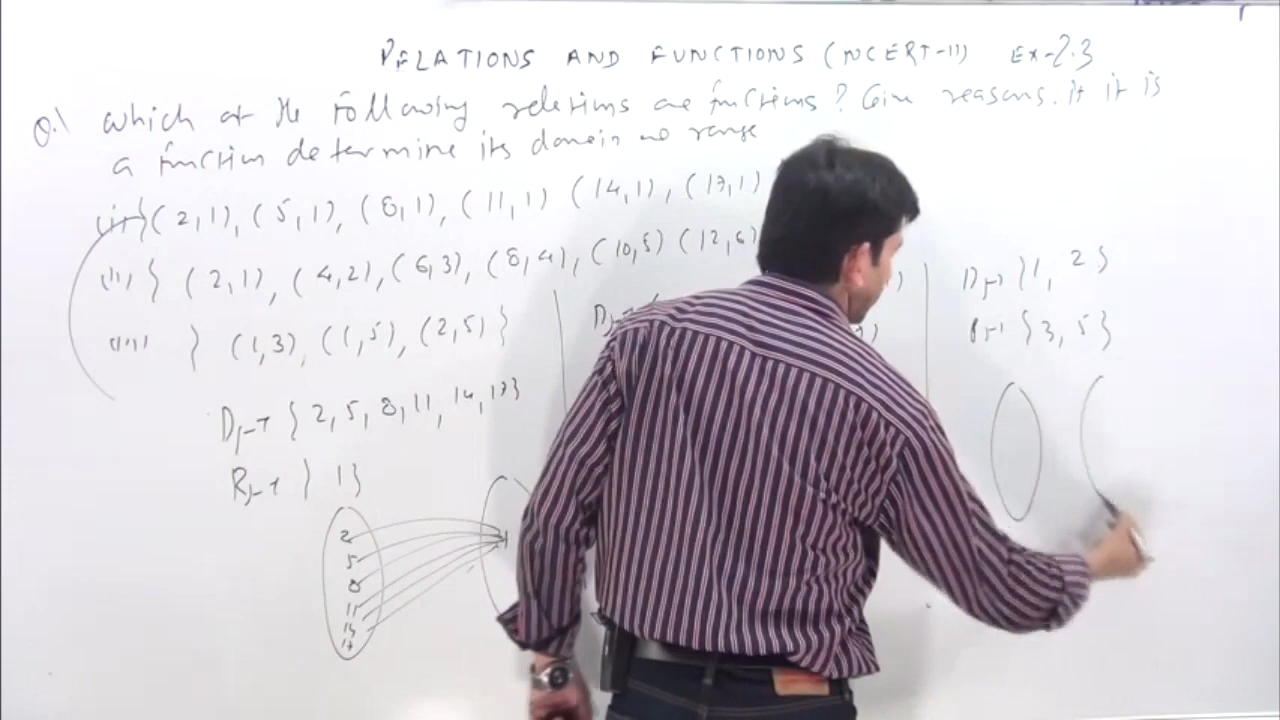 RELATIONS AND FUNCTIONS (NCERT-11) Ex-2.3
Q.1 Which of the following relations are functions? Give reasons. If it is
a function determine its domain and range
(i) { (2,1), (5,1), (8,1), (11,1) (14,1), (17,1)
(ii) { (2,1), (4,2), (6,3), (8,4), (10,5) (12,6)
(iii) } (1,3), (1,5), (2,5) }
D→ { 2, 5, 8, 11, 14, 17 }
R→ } 1 }
2
5
8
11
14
17
1
D→ {1, 2 }
R→ {3, 5 }